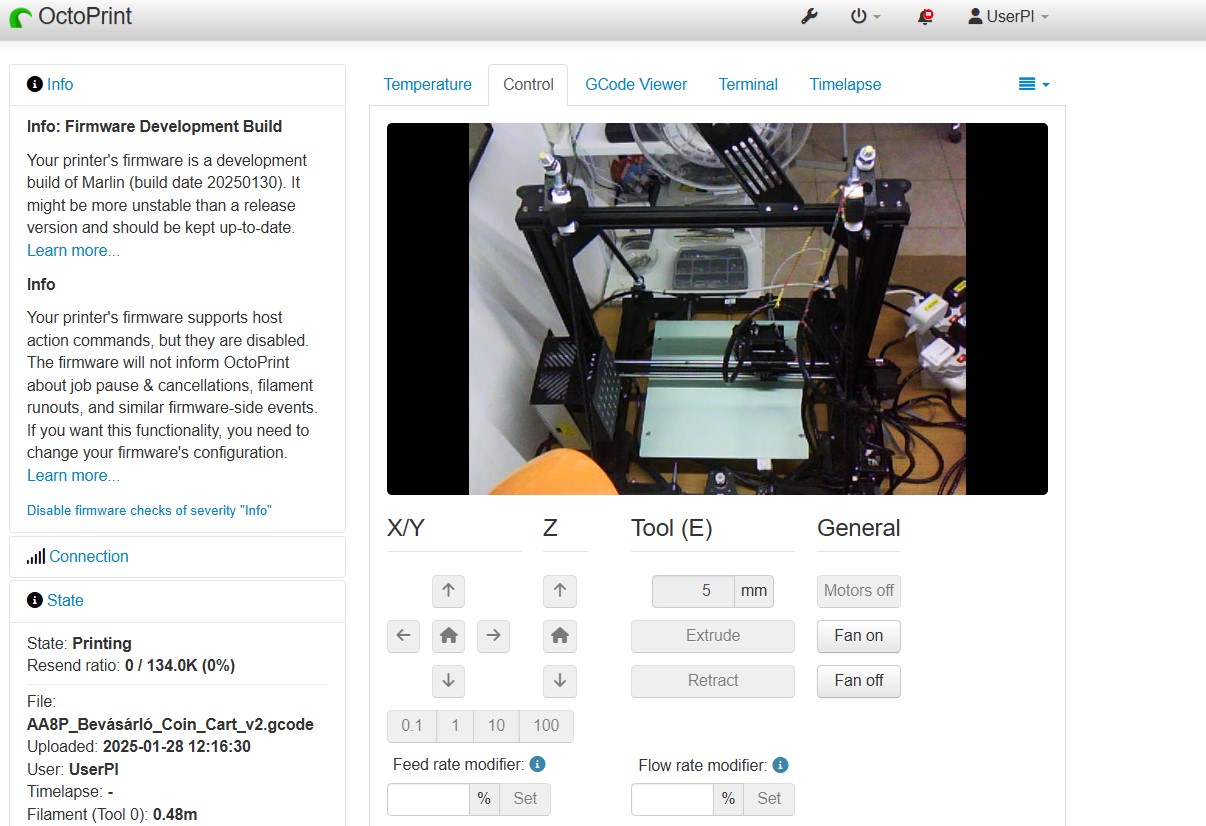 OctoPrint
UserPI
Info
Info: Firmware Development Build
Your printer's firmware is a development
build of Marlin (build date 20250130). It
might be more unstable than a release
version and should be kept up-to-date.
Learn more...
Info
Your printer's firmware supports host
action commands, but they are disabled.
The firmware will not inform OctoPrint
about job pause & cancellations, filament
runouts, and similar firmware-side events.
If you want this functionality, you need to
change your firmware's configuration.
Learn more...
Disable firmware checks of severity "Info"
Connection
State
State: Printing
Resend ratio: 0 / 134.0K (0%)
File:
AA8P_Bevásárló_Coin_Cart_v2.gcode
Uploaded: 2025-01-28 12:16:30
User: UserPI
Timelapse: -
Filament (Tool 0): 0.48m
Temperature Control GCode Viewer Terminal Timelapse
X/Y Z Tool (E) General
5 mm Motors off
Extrude Fan on
Retract Fan off
0.1 1 10 100
Feed rate modifier: Flow rate modifier:
% Set % Set